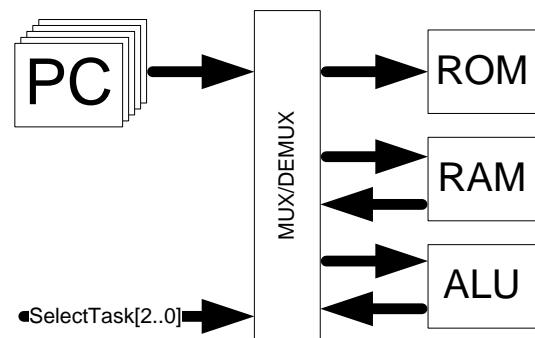 PC
MUX/DEMUX
ROM
RAM
ALU
SelectTask[2..0]